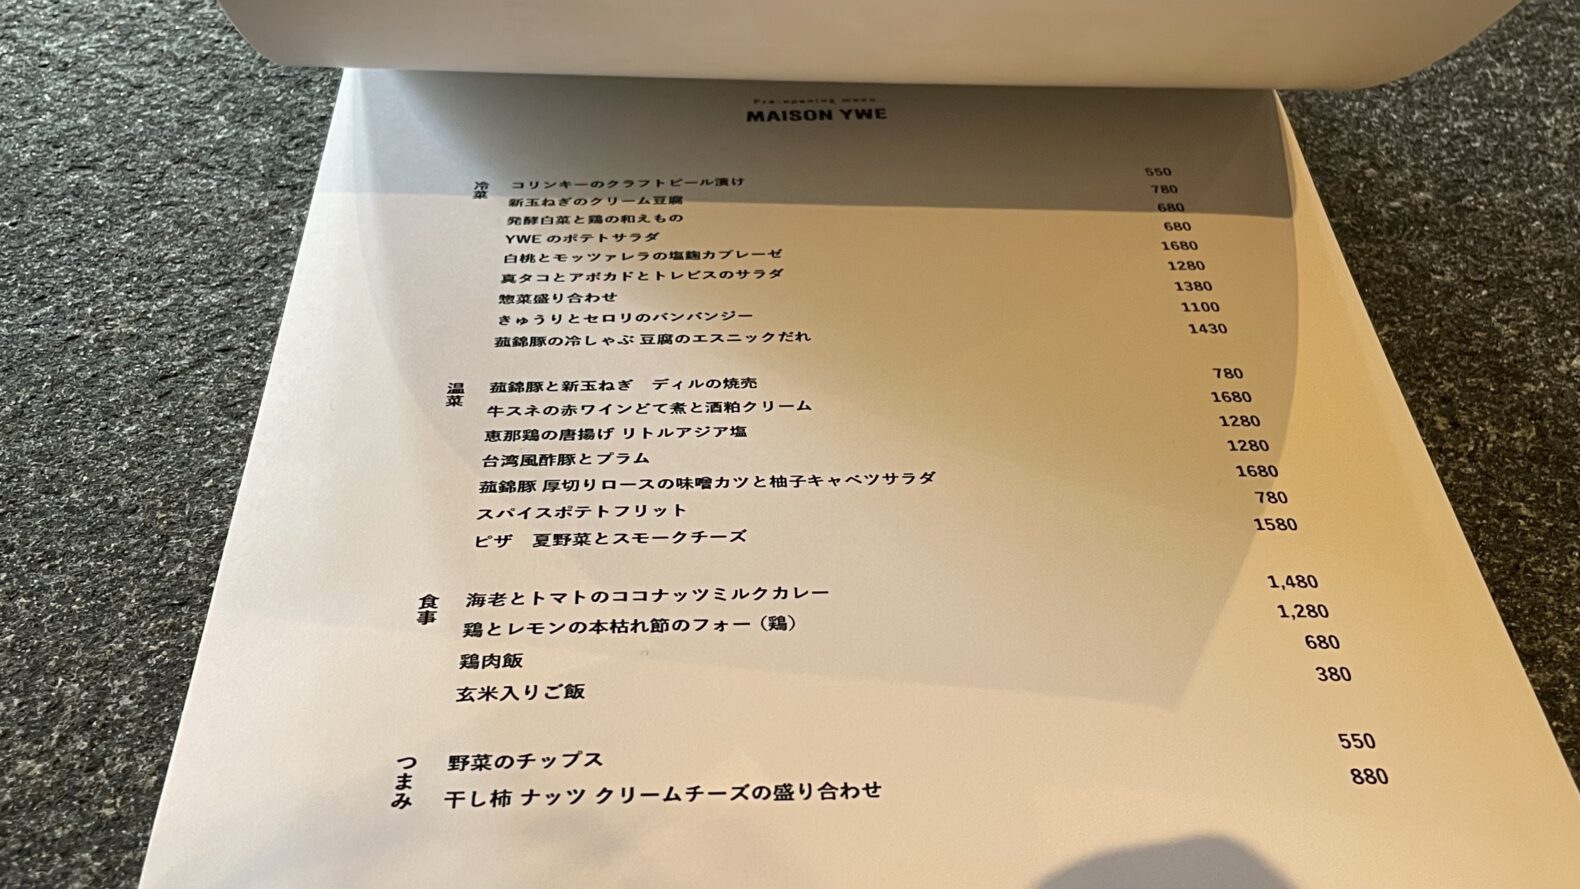 Pre-opening menu
MAISON YWE
冷菜
コリンキーのクラフトビール漬け 550
新玉ねぎのクリーム豆腐 780
発酵白菜と鶏の和えもの 680
YWE のポテトサラダ 680
白桃とモッツァレラの塩麹カプレーゼ 1680
真タコとアボカドとトレビスのサラダ 1280
惣菜盛り合わせ 1380
きゅうりとセロリのバンバンジー 1100
菰錦豚の冷しゃぶ 豆腐のエスニックだれ 1430
温菜
菰錦豚と新玉ねぎ ディルの焼売 780
牛スネの赤ワインどて煮と酒粕クリーム 1680
恵那鶏の唐揚げ リトルアジア塩 1280
台湾風酢豚とプラム 1280
菰錦豚 厚切りロースの味噌カツと柚子キャベツサラダ 1680
スパイスポテトフリット 780
ピザ 夏野菜とスモークチーズ 1580
食事
海老とトマトのココナッツミルクカレー 1,480
鶏とレモンの本枯れ節のフォー（鶏） 1,280
鶏肉飯 680
玄米入りご飯 380
つまみ
野菜のチップス 550
干し柿 ナッツ クリームチーズの盛り合わせ 880